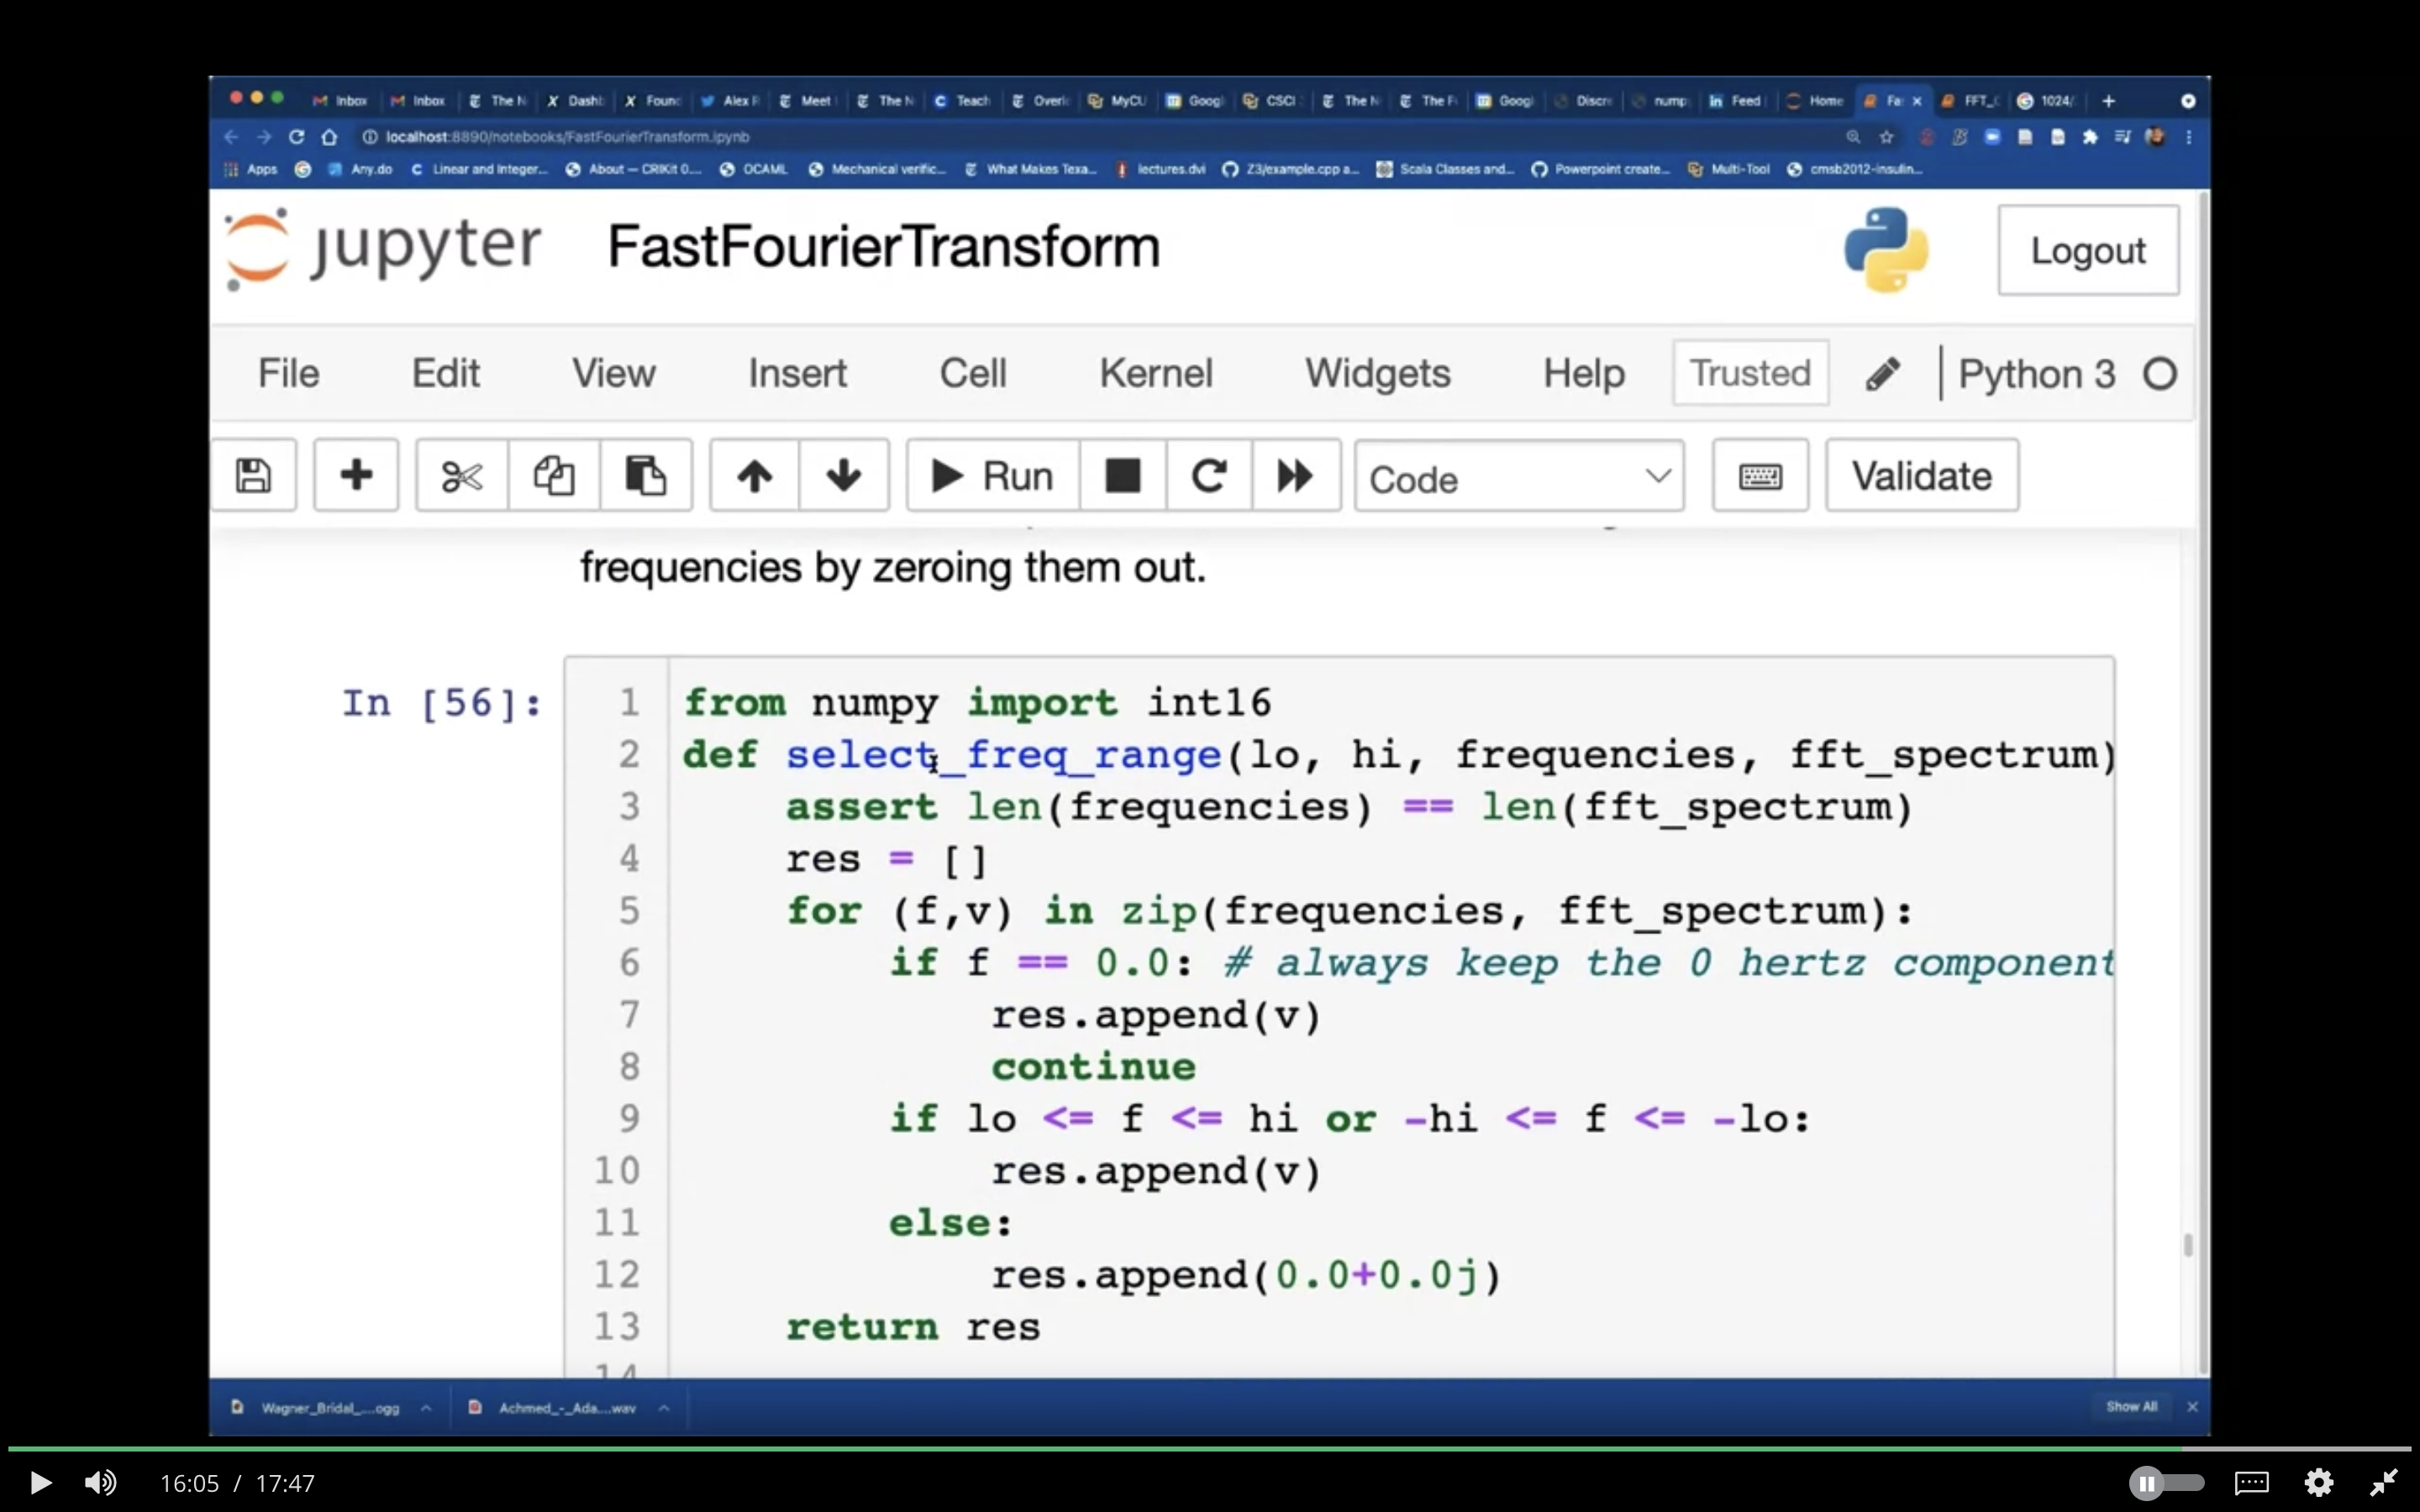 Inbox Inbox The N Dashb Found Alex R Meet The N Teach Overle MyCU Googl CSCI The N The Fi Googl Discre nump Feed Home Fa FFT_C 1024/
localhost:8890/notebooks/FastFourierTransform.ipynb
Apps Any.do Linear and Integer... About — CRIKit 0.... OCAML Mechanical verific... What Makes Texa... lectures.dvi Z3/example.cpp a... Scala Classes and... Powerpoint create... Multi-Tool cmsb2012-insulin...
jupyter FastFourierTransform Logout
File Edit View Insert Cell Kernel Widgets Help Trusted Python 3
Run Code Validate
frequencies by zeroing them out.
In [56]: 1 from numpy import int16
2 def select_freq_range(lo, hi, frequencies, fft_spectrum)
3 assert len(frequencies) == len(fft_spectrum)
4 res = []
5 for (f,v) in zip(frequencies, fft_spectrum):
6 if f == 0.0: # always keep the 0 hertz component
7 res.append(v)
8 continue
9 if lo <= f <= hi or -hi <= f <= -lo:
10 res.append(v)
11 else:
12 res.append(0.0+0.0j)
13 return res
14
Wagner_Bridal_....ogg Achmed_-_Ada....wav Show All
16:05 / 17:47